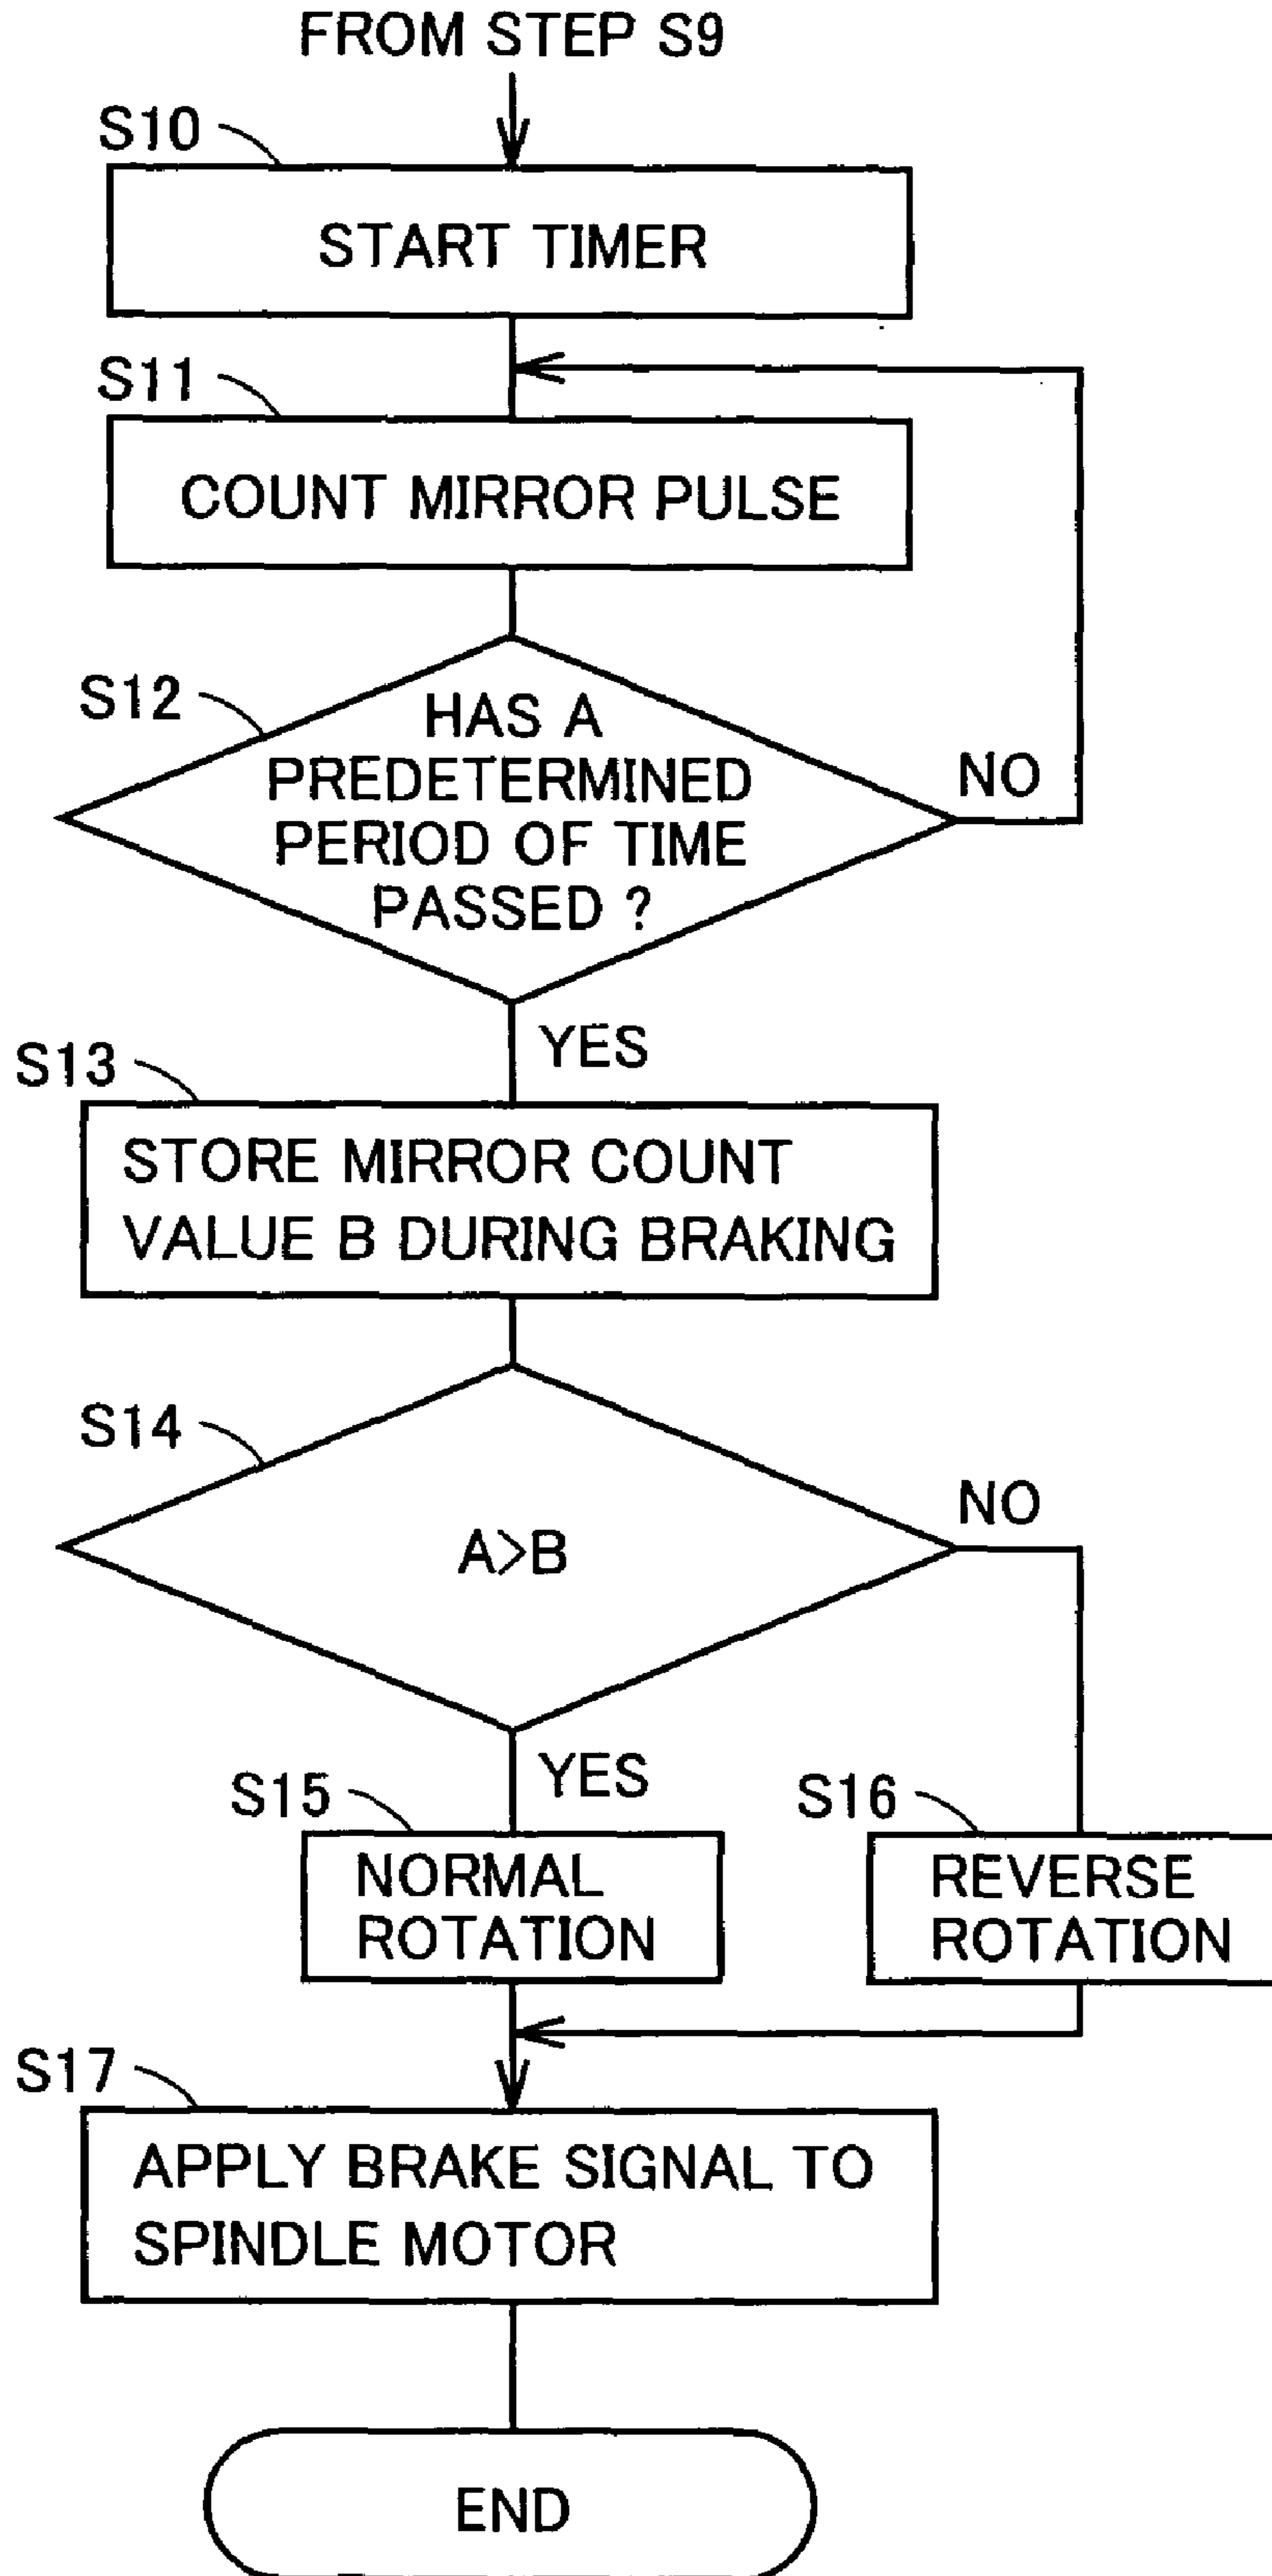 FROM STEP S9
S10
START TIMER
S11
COUNT MIRROR PULSE
S12
HAS A
PREDETERMINED
PERIOD OF TIME
PASSED ?
NO
YES
S13
STORE MIRROR COUNT
VALUE B DURING BRAKING
S14
A>B
NO
YES
S15
NORMAL
ROTATION
S16
REVERSE
ROTATION
S17
APPLY BRAKE SIGNAL TO
SPINDLE MOTOR
END